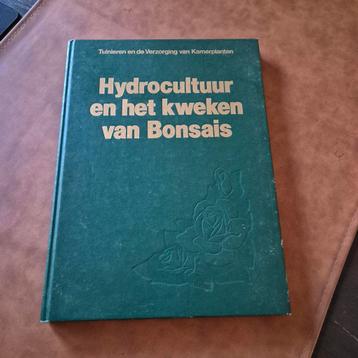 Tuinieren en de Verzorging van Kamerplanten
Hydrocultuur
en het kweken
van Bonsais